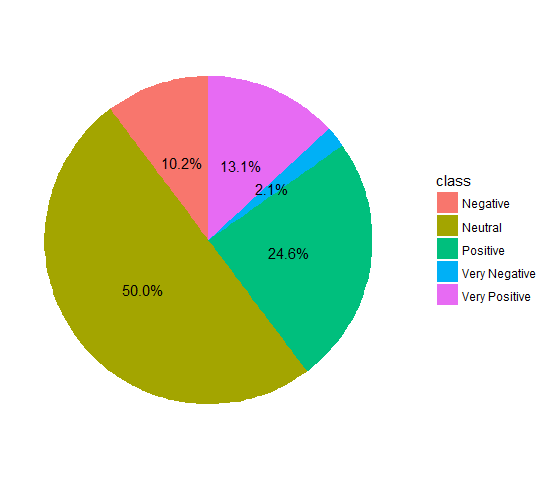 10.2%
13.1%
2.1%
24.6%
50.0%
class
Negative
Neutral
Positive
Very Negative
Very Positive